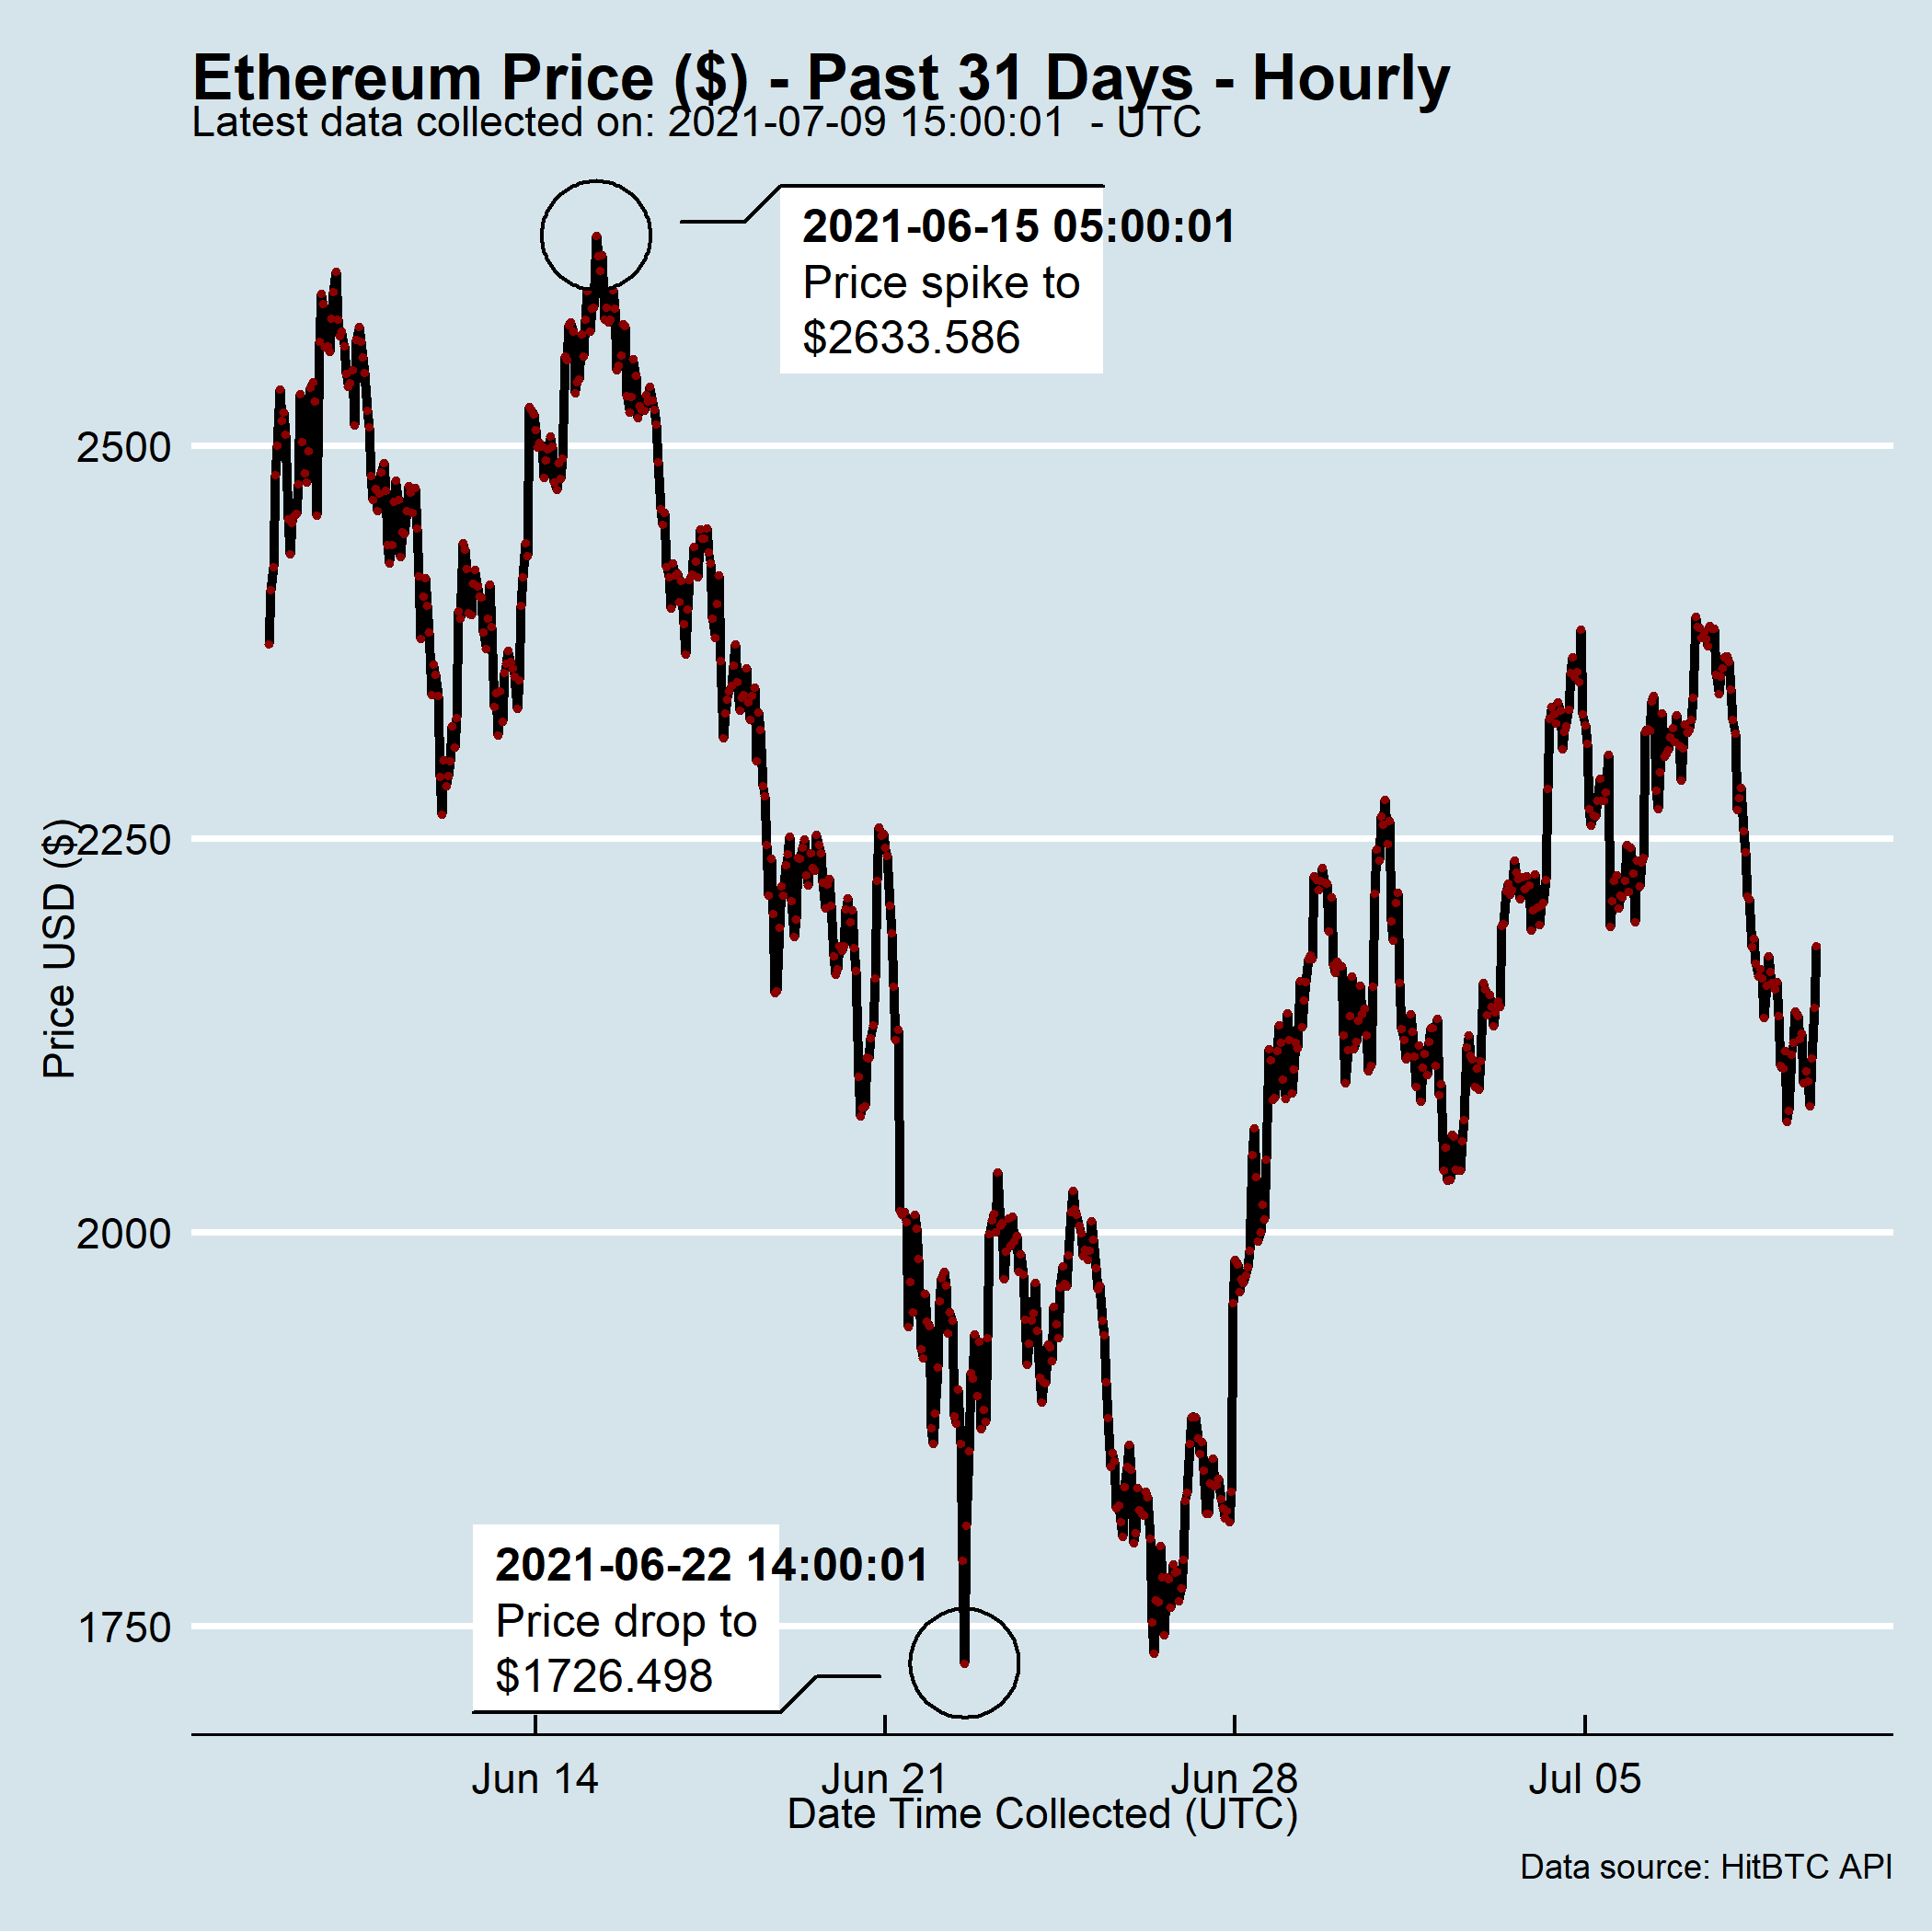 Ethereum Price ($) - Past 31 Days - Hourly
Latest data collected on: 2021-07-09 15:00:01  - UTC
2021-06-15 05:00:01
Price spike to
$2633.586
2500
2250
2000
1750
Price USD ($)
2021-06-22 14:00:01
Price drop to
$1726.498
Jun 14
Jun 21
Jun 28
Jul 05
Date Time Collected (UTC)
Data source: HitBTC API